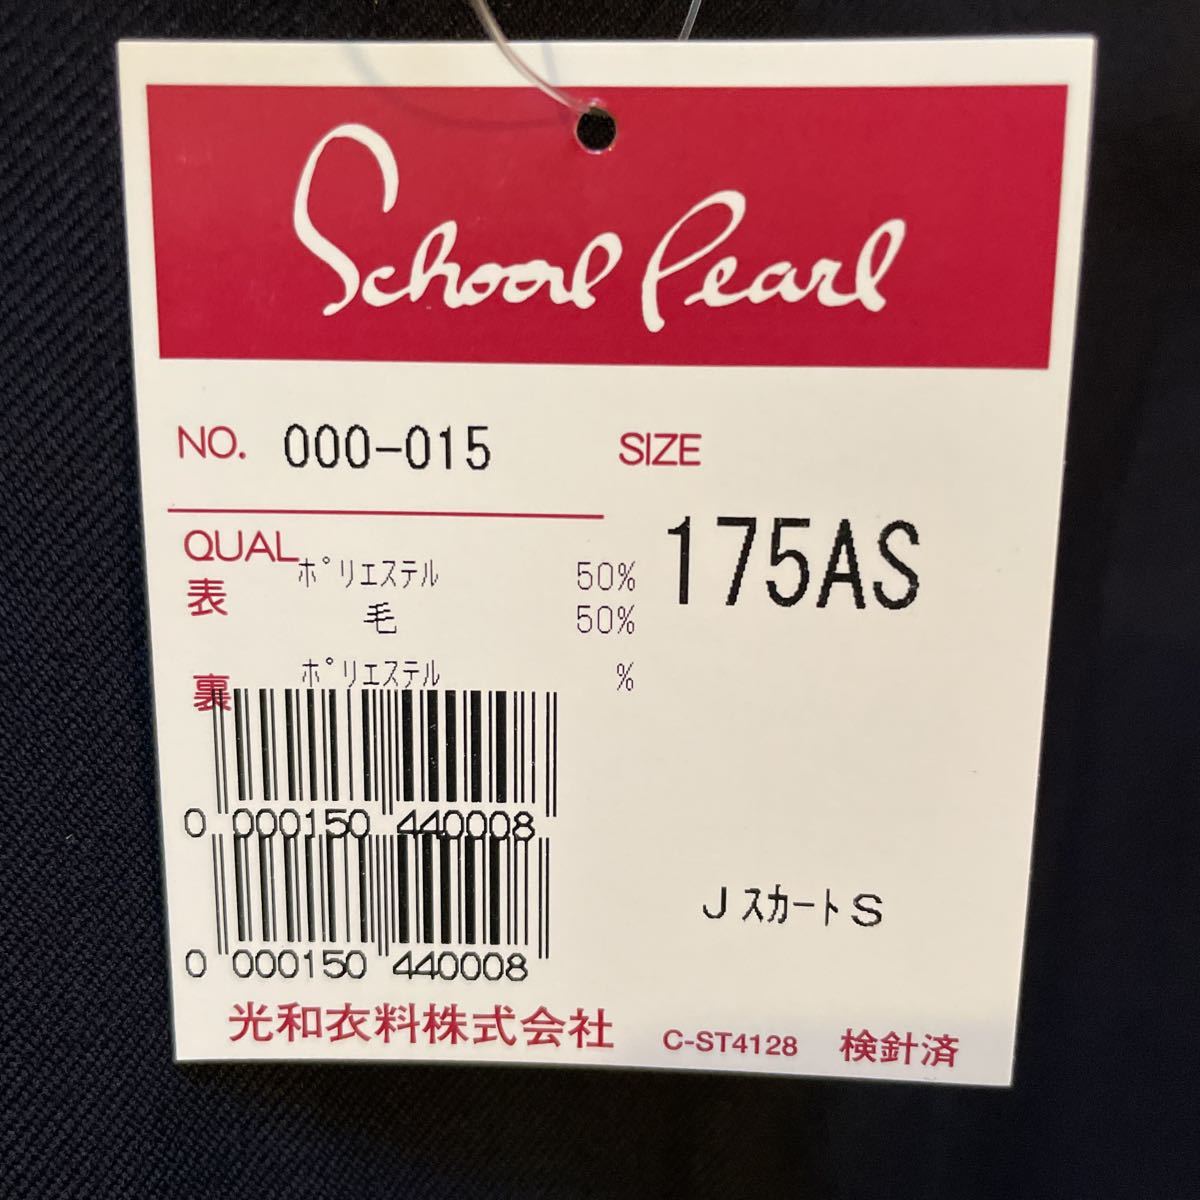 School Pearl
NO. 000-015
SIZE
175AS
QUAL
表 ﾎﾟﾘｴｽﾃﾙ 50%
毛 50%
裏 ﾎﾟﾘｴｽﾃﾙ %
0 000150 440008
0 000150 440008
JｽｶｰﾄS
光和衣料株式会社 C-ST4128 検針済